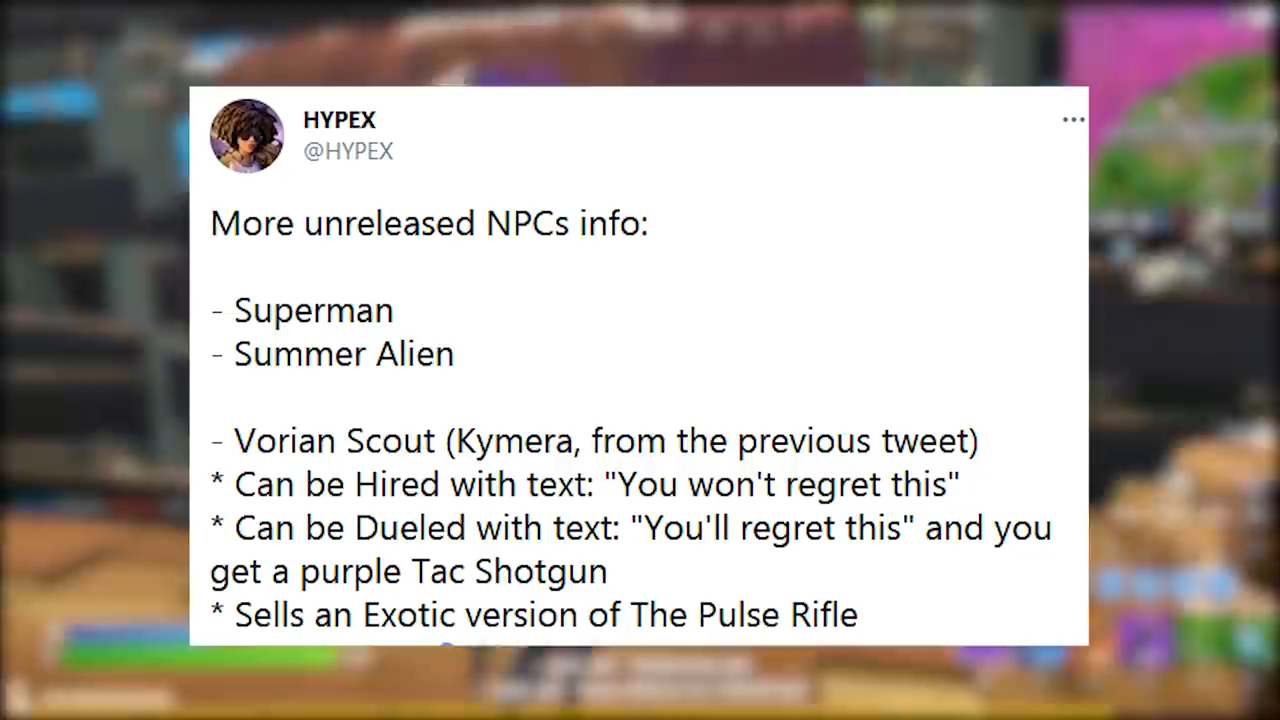 HYPEX
@HYPEX
More unreleased NPCs info:
- Superman
- Summer Alien
- Vorian Scout (Kymera, from the previous tweet)
* Can be Hired with text: "You won't regret this"
* Can be Dueled with text: "You'll regret this" and you
get a purple Tac Shotgun
* Sells an Exotic version of The Pulse Rifle